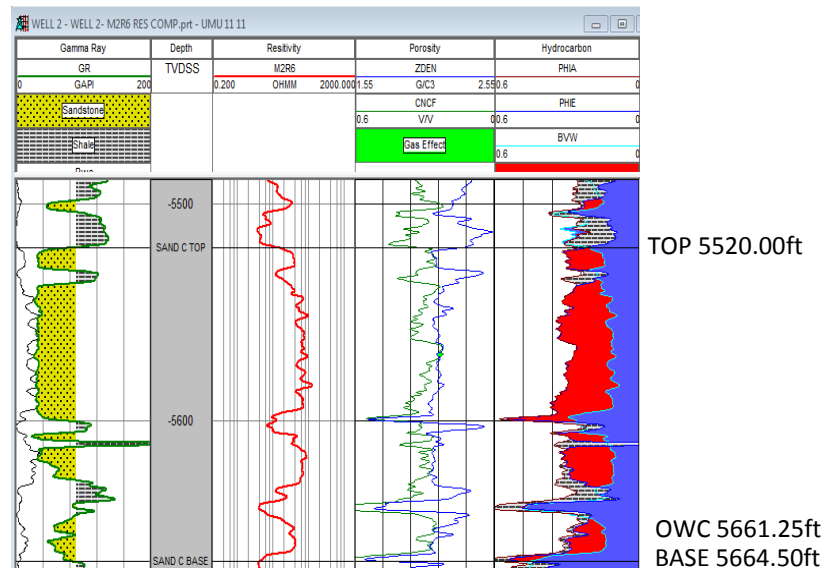 WELL 2 - WELL 2- M2R6 RES COMP.prt - UMU 11 11
Gamma Ray Depth Resitivity Porosity Hydrocarbon
GR TVDSS M2R6 ZDEN PHIA
0 GAPI 200 0.200 OHMM 2000.000 1.55 G/C3 2.55 0.6 0
CNCF PHIE
0.6 V/V 0 0.6 0
Sandstone
Shale Gas Effect BVW
0.6 0
-5500
SAND C TOP TOP 5520.00ft
-5600
OWC 5661.25ft
SAND C BASE BASE 5664.50ft